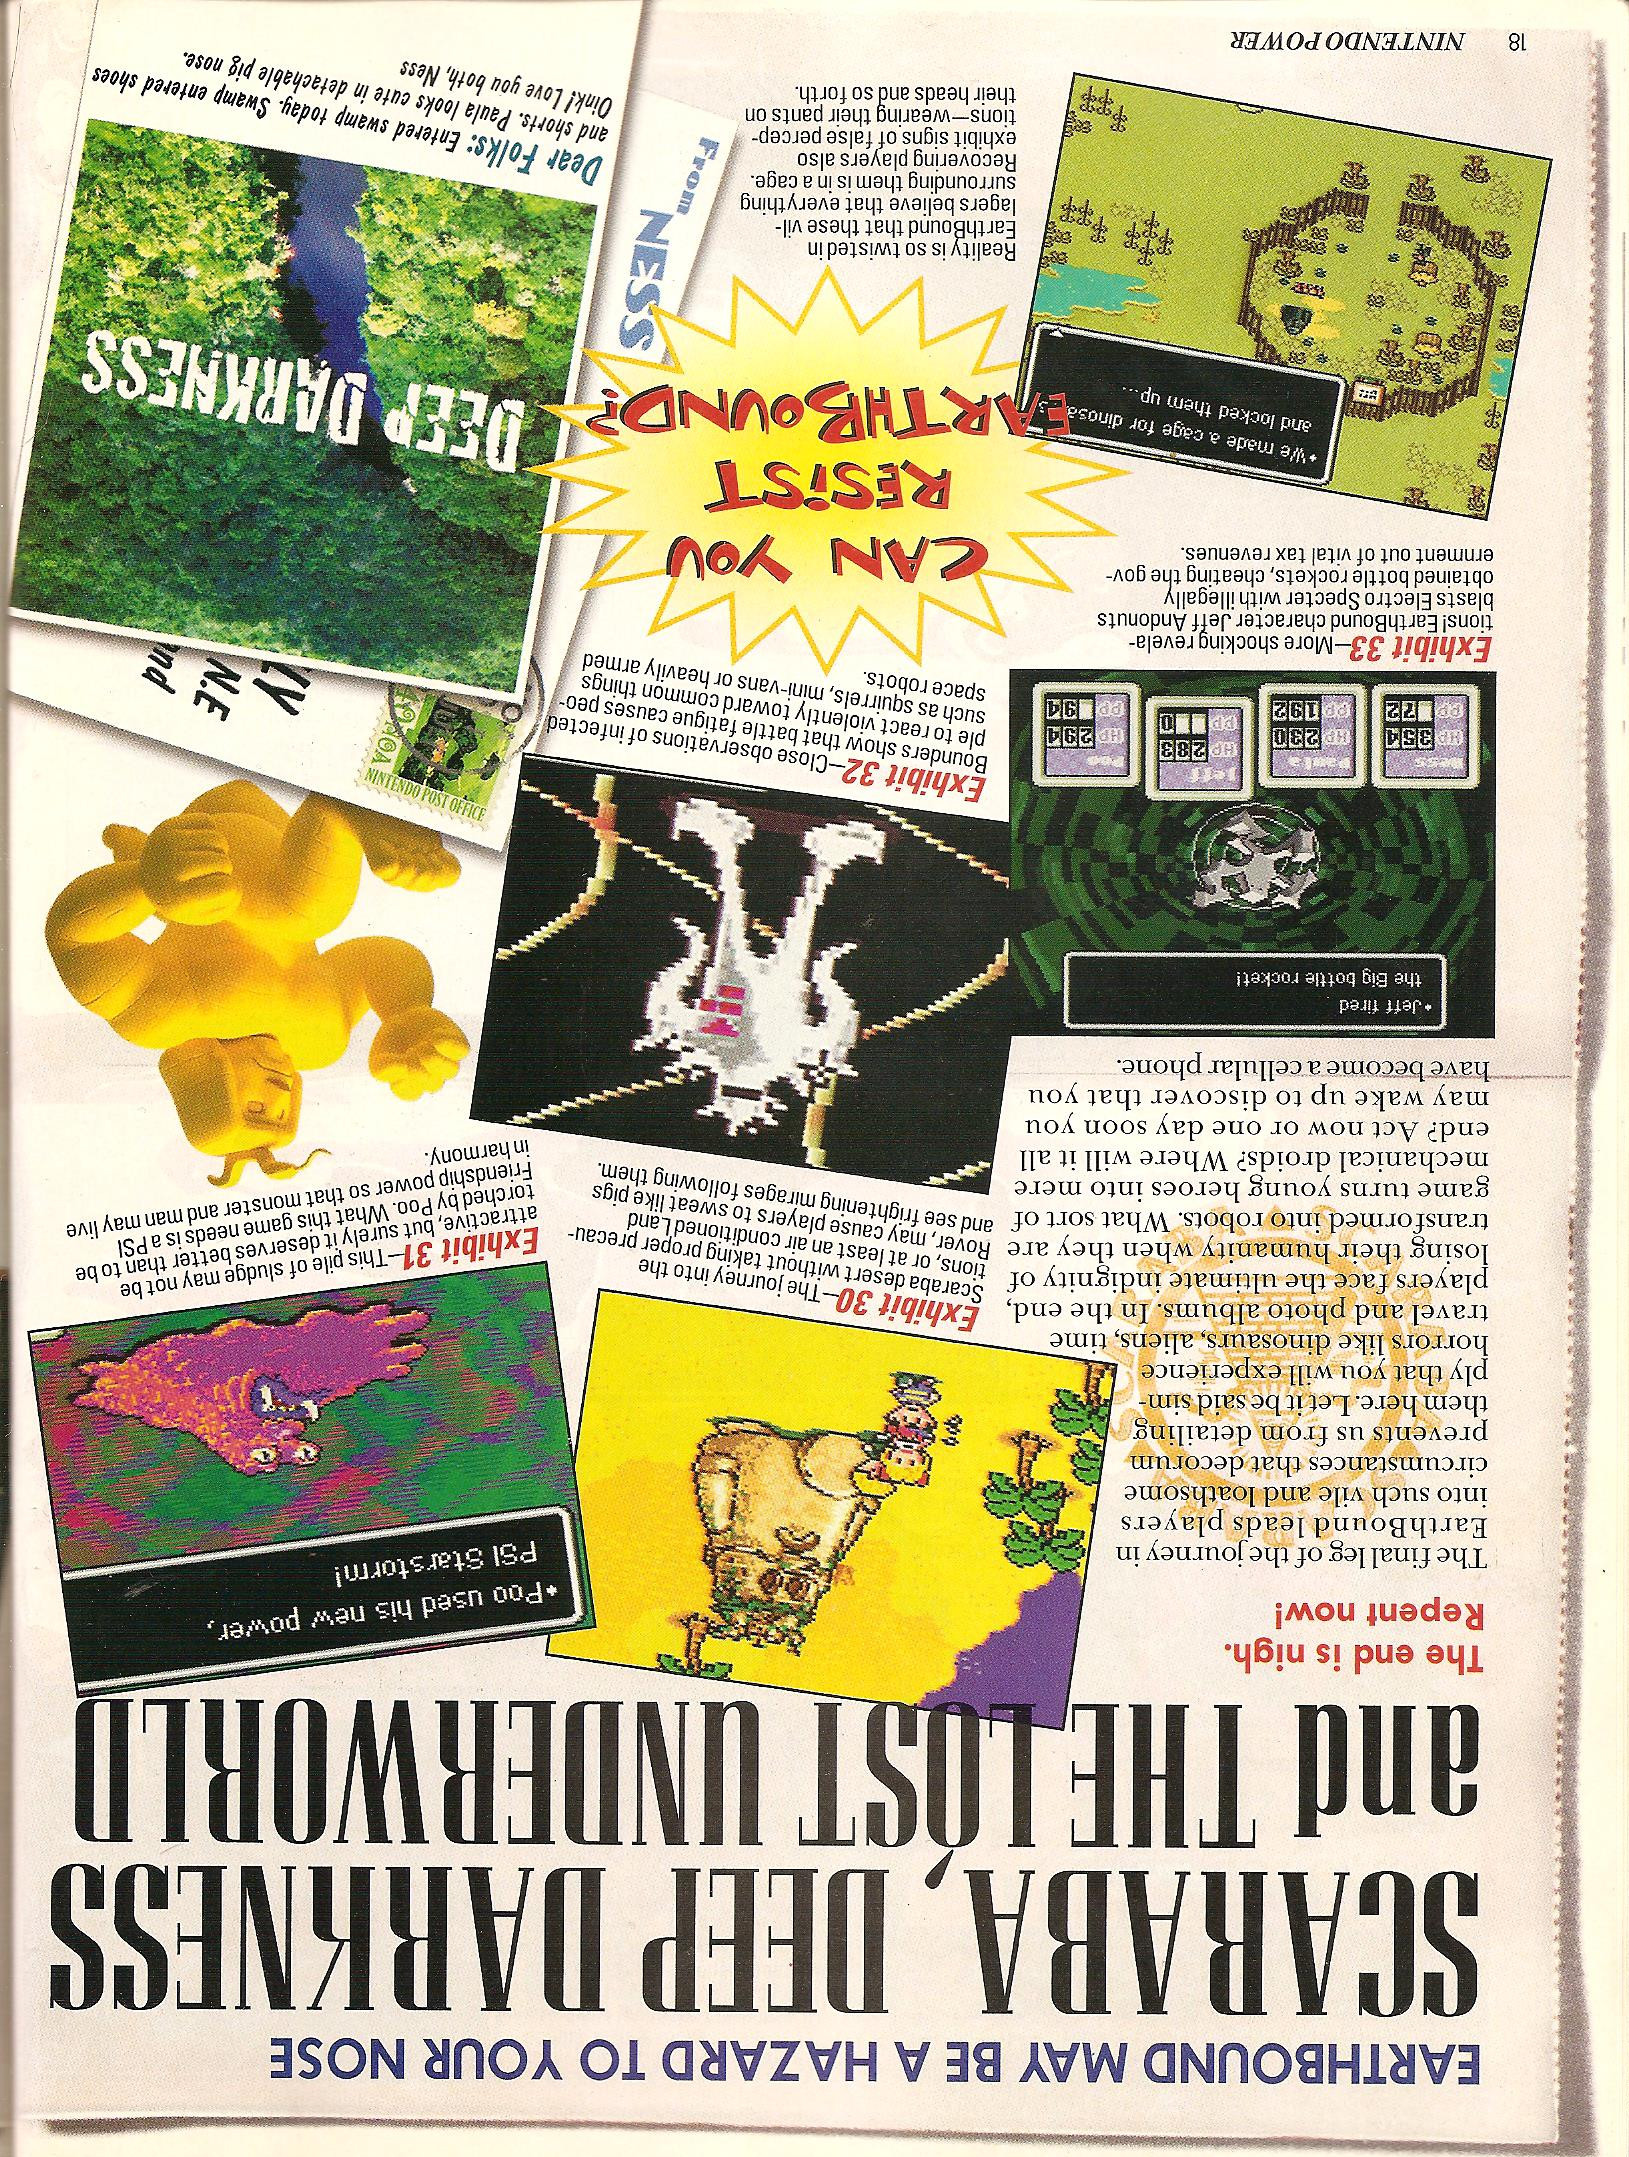 EARTHBOUND MAY BE A HAZARD TO YOUR NOSE
SCARABA, DEEP DARKNESS
and THE LOST UNDERWORLD
The end is nigh.
Repent now!
The final leg of the journey in
EarthBound leads players
into such vile and loathsome
circumstances that decorum
prevents us from detailing
them here. Let it be said sim-
ply that you will experience
horrors like dinosaurs, aliens, time
travel and photo albums. In the end,
players face the ultimate indignity of
losing their humanity when they are
transformed into robots. What sort of
game turns young heroes into mere
mechanical droids? Where will it all
end? Act now or one day soon you
may wake up to discover that you
have become a cellular phone.
Exhibit 30—The journey into the
Scaraba desert without taking proper precau-
tions, or at least an air conditioned Land
Rover, may cause players to sweat like pigs
and see frightening mirages following them.
•Poo used his new power,
PSI Starstorm!
Exhibit 31—This pile of sludge may not be
attractive, but surely it deserves better than to be
torched by Poo. What this game needs is a PSI
Friendship power so that monster and man may live
in harmony.
•Jeff fired
the Big bottle rocket!
Ness
HP 354
PP 72
Paula
HP 230
PP 192
Jeff
HP 283
PP 0
Poo
HP 294
PP 94
Exhibit 32—Close observations of infected
Bounders show that battle fatigue causes peo-
ple to react violently toward common things
such as squirrels, mini-vans or heavily armed
space robots.
Exhibit 33—More shocking revela-
tions! EarthBound character Jeff Andonuts
blasts Electro Specter with illegally
obtained bottle rockets, cheating the gov-
ernment out of vital tax revenues.
•We made a cage for dinosa
and locked them up...
CAN YOU
RESiST
EARTHBOUND?
Reality is so twisted in
EarthBound that these vil-
lagers believe that everything
surrounding them is in a cage.
Recovering players also
exhibit signs of false percep-
tions—wearing their pants on
their heads and so forth.
NINTENDO POST OFFICE
N.E
From NESS
DEEP DARKNESS
Dear Folks: Entered swamp today. Swamp entered shoes
and shorts. Paula looks cute in detachable pig nose.
Oink! Love you both, Ness
18 NINTENDO POWER